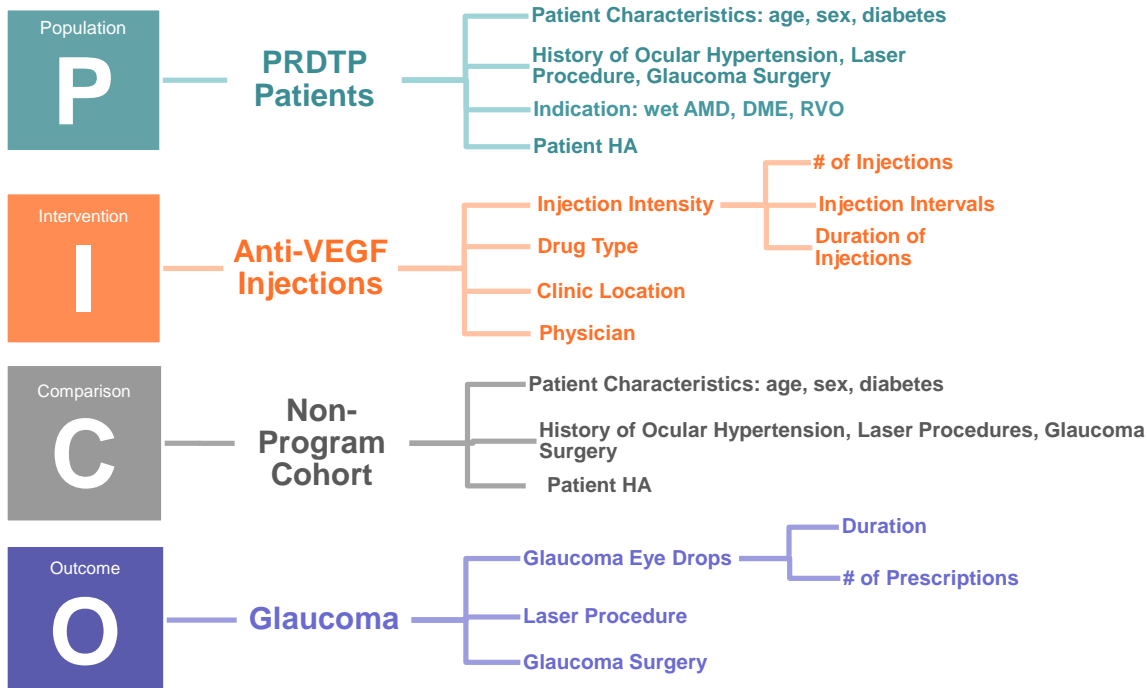 Population
P
PRDTP
Patients
Patient Characteristics: age, sex, diabetes
History of Ocular Hypertension, Laser
Procedure, Glaucoma Surgery
Indication: wet AMD, DME, RVO
Patient HA
Intervention
I
Anti-VEGF
Injections
Injection Intensity
# of Injections
Injection Intervals
Duration of
Injections
Drug Type
Clinic Location
Physician
Comparison
C
Non-
Program
Cohort
Patient Characteristics: age, sex, diabetes
History of Ocular Hypertension, Laser Procedures, Glaucoma
Surgery
Patient HA
Outcome
O
Glaucoma
Glaucoma Eye Drops
Duration
# of Prescriptions
Laser Procedure
Glaucoma Surgery